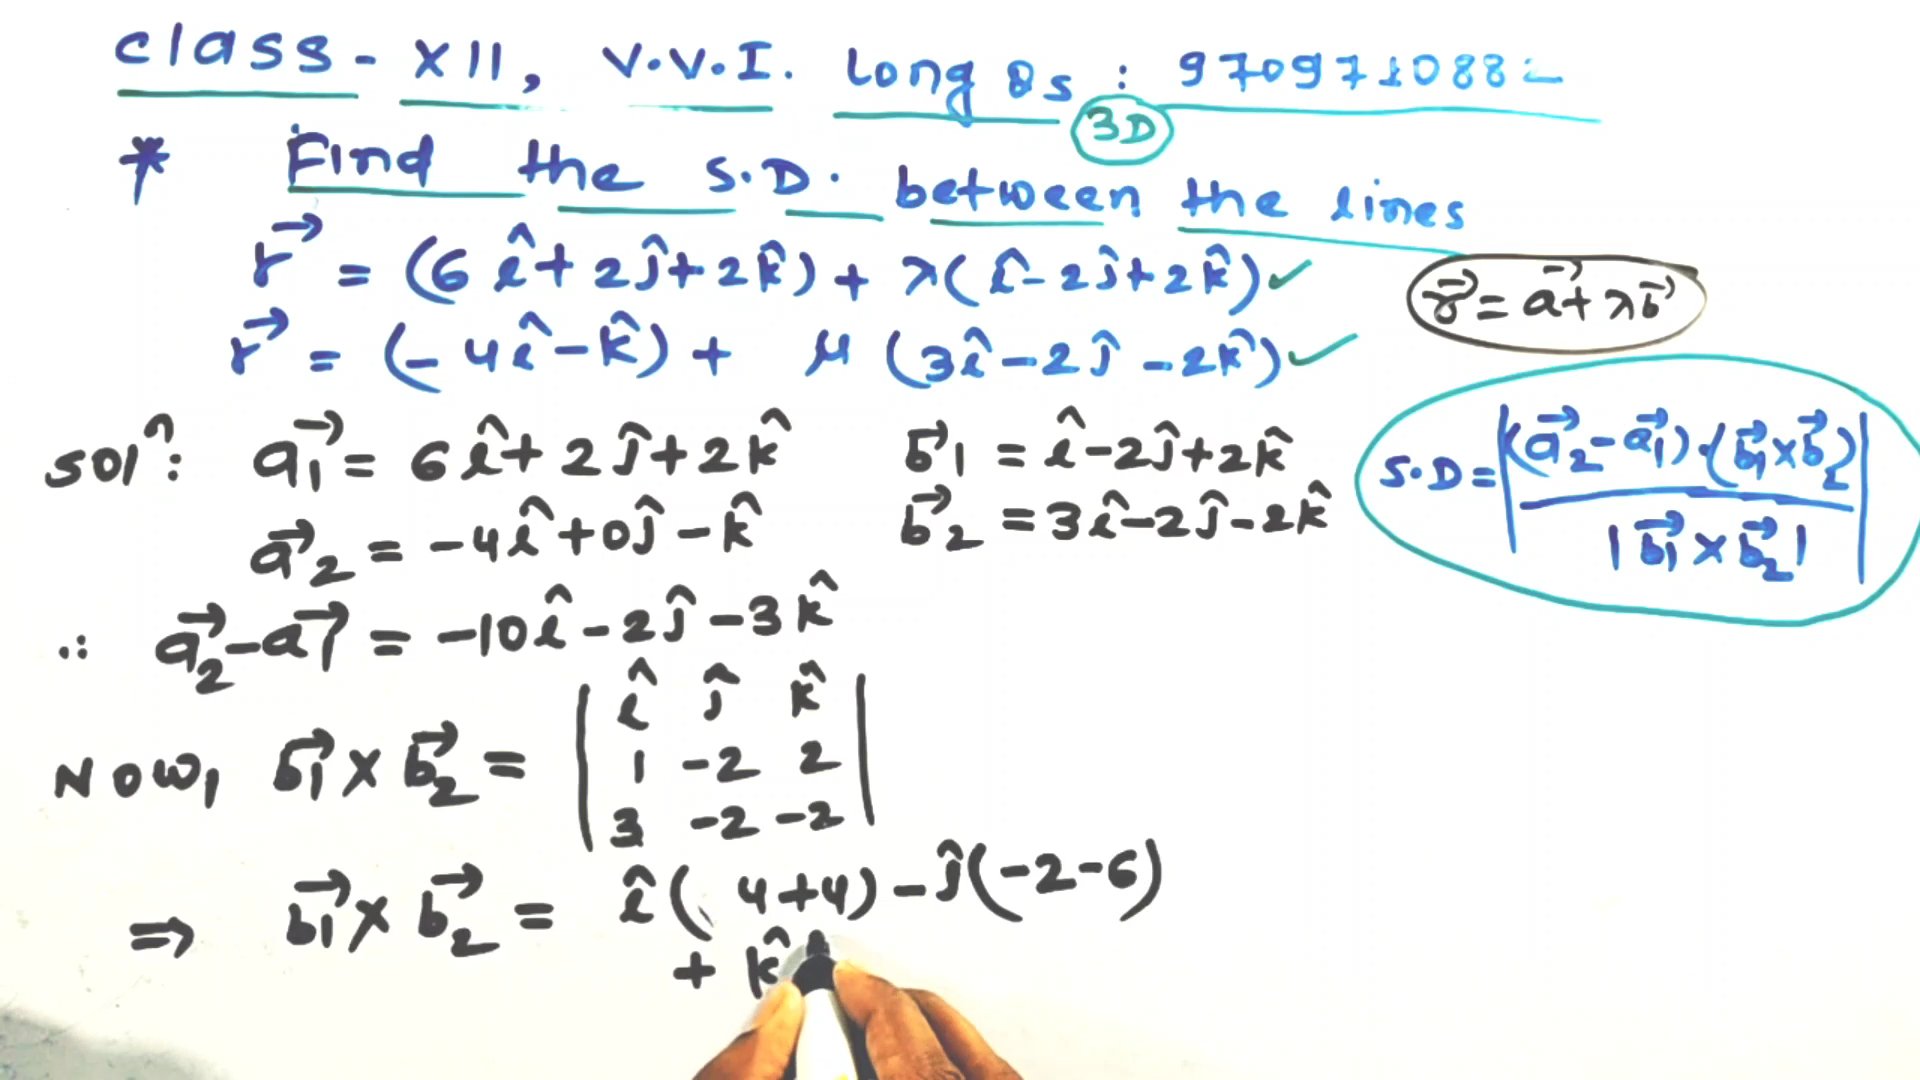 class-XII, V.V.I. Long Qs : 9709710882
3D
* Find the S.D. between the lines
r⃗ = (6î+2ĵ+2k̂)+ λ(î-2ĵ+2k̂)✓
r⃗ = a⃗+λb⃗
r⃗ = (-4î-k̂)+ μ (3î-2ĵ-2k̂)✓
Solⁿ: a⃗₁ = 6î+2ĵ+2k̂ b⃗₁ = î-2ĵ+2k̂
S.D = |(a⃗₂-a⃗₁)·(b⃗₁×b⃗₂) / |b⃗₁×b⃗₂||
a⃗₂ = -4î+0ĵ-k̂ b⃗₂ = 3î-2ĵ-2k̂
∴ a⃗₂-a⃗₁ = -10î-2ĵ-3k̂
Now, b⃗₁×b⃗₂ = | î ĵ k̂ |
| 1 -2 2 |
| 3 -2 -2 |
⇒ b⃗₁×b⃗₂ = î( 4+4)-ĵ(-2-6)
+ k̂